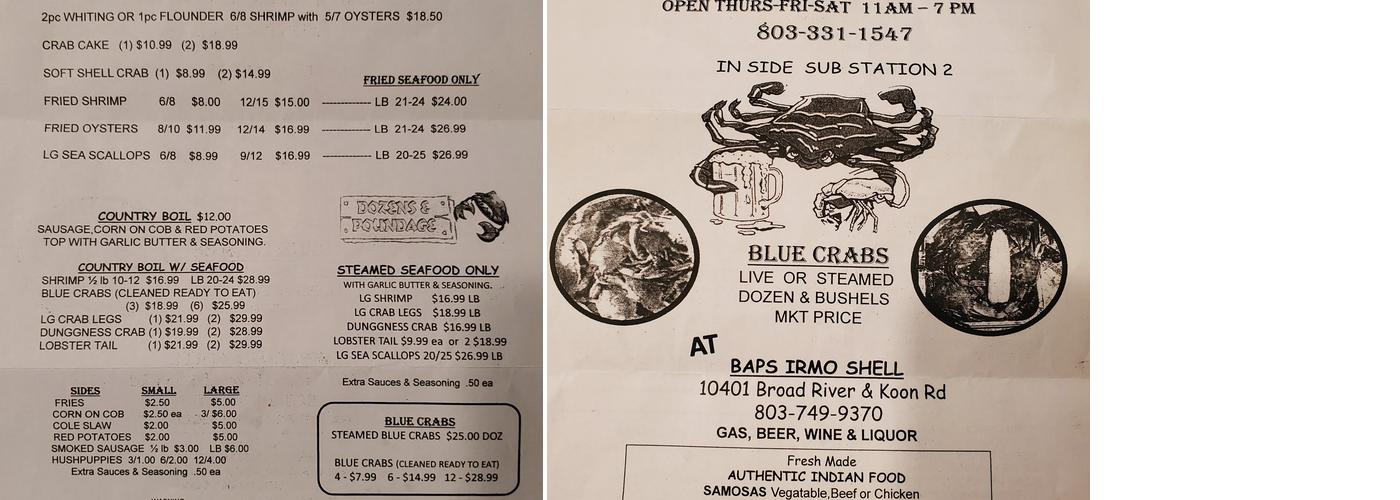 2pc WHITING OR 1pc FLOUNDER 6/8 SHRIMP with 5/7 OYSTERS $18.50
CRAB CAKE (1) $10.99 (2) $18.99
SOFT SHELL CRAB (1) $8.99 (2) $14.99
FRIED SEAFOOD ONLY
FRIED SHRIMP 6/8 $8.00 12/15 $15.00 ------------- LB 21-24 $24.00
FRIED OYSTERS 8/10 $11.99 12/14 $16.99 ------------- LB 21-24 $26.99
LG SEA SCALLOPS 6/8 $8.99 9/12 $16.99 ------------- LB 20-25 $26.99
COUNTRY BOIL $12.00
SAUSAGE,CORN ON COB & RED POTATOES
TOP WITH GARLIC BUTTER & SEASONING.
COUNTRY BOIL W/ SEAFOOD
SHRIMP ½ lb 10-12 $16.99 LB 20-24 $28.99
BLUE CRABS (CLEANED READY TO EAT)
(3) $18.99 (6) $25.99
LG CRAB LEGS (1) $21.99 (2) $29.99
DUNGGNESS CRAB (1) $19.99 (2) $28.99
LOBSTER TAIL (1) $21.99 (2) $29.99
SIDES SMALL LARGE
FRIES $2.50 $5.00
CORN ON COB $2.50 ea 3/ $6.00
COLE SLAW $2.00 $5.00
RED POTATOES $2.00 $5.00
SMOKED SAUSAGE ½ lb $3.00 LB $6.00
HUSHPUPPIES 3/1.00 6/2.00 12/4.00
Extra Sauces & Seasoning .50 ea
DOZENS &
POUNDAGE
STEAMED SEAFOOD ONLY
WITH GARLIC BUTTER & SEASONING.
LG SHRIMP $16.99 LB
LG CRAB LEGS $18.99 LB
DUNGGNESS CRAB $16.99 LB
LOBSTER TAIL $9.99 ea or 2 $18.99
LG SEA SCALLOPS 20/25 $26.99 LB
Extra Sauces & Seasoning .50 ea
BLUE CRABS
STEAMED BLUE CRABS $25.00 DOZ
BLUE CRABS (CLEANED READY TO EAT)
4 - $7.99 6 - $14.99 12 - $28.99
OPEN THURS-FRI-SAT 11AM – 7 PM
803-331-1547
IN SIDE SUB STATION 2
BLUE CRABS
LIVE OR STEAMED
DOZEN & BUSHELS
MKT PRICE
AT
BAPS IRMO SHELL
10401 Broad River & Koon Rd
803-749-9370
GAS, BEER, WINE & LIQUOR
Fresh Made
AUTHENTIC INDIAN FOOD
SAMOSAS Vegatable,Beef or Chicken